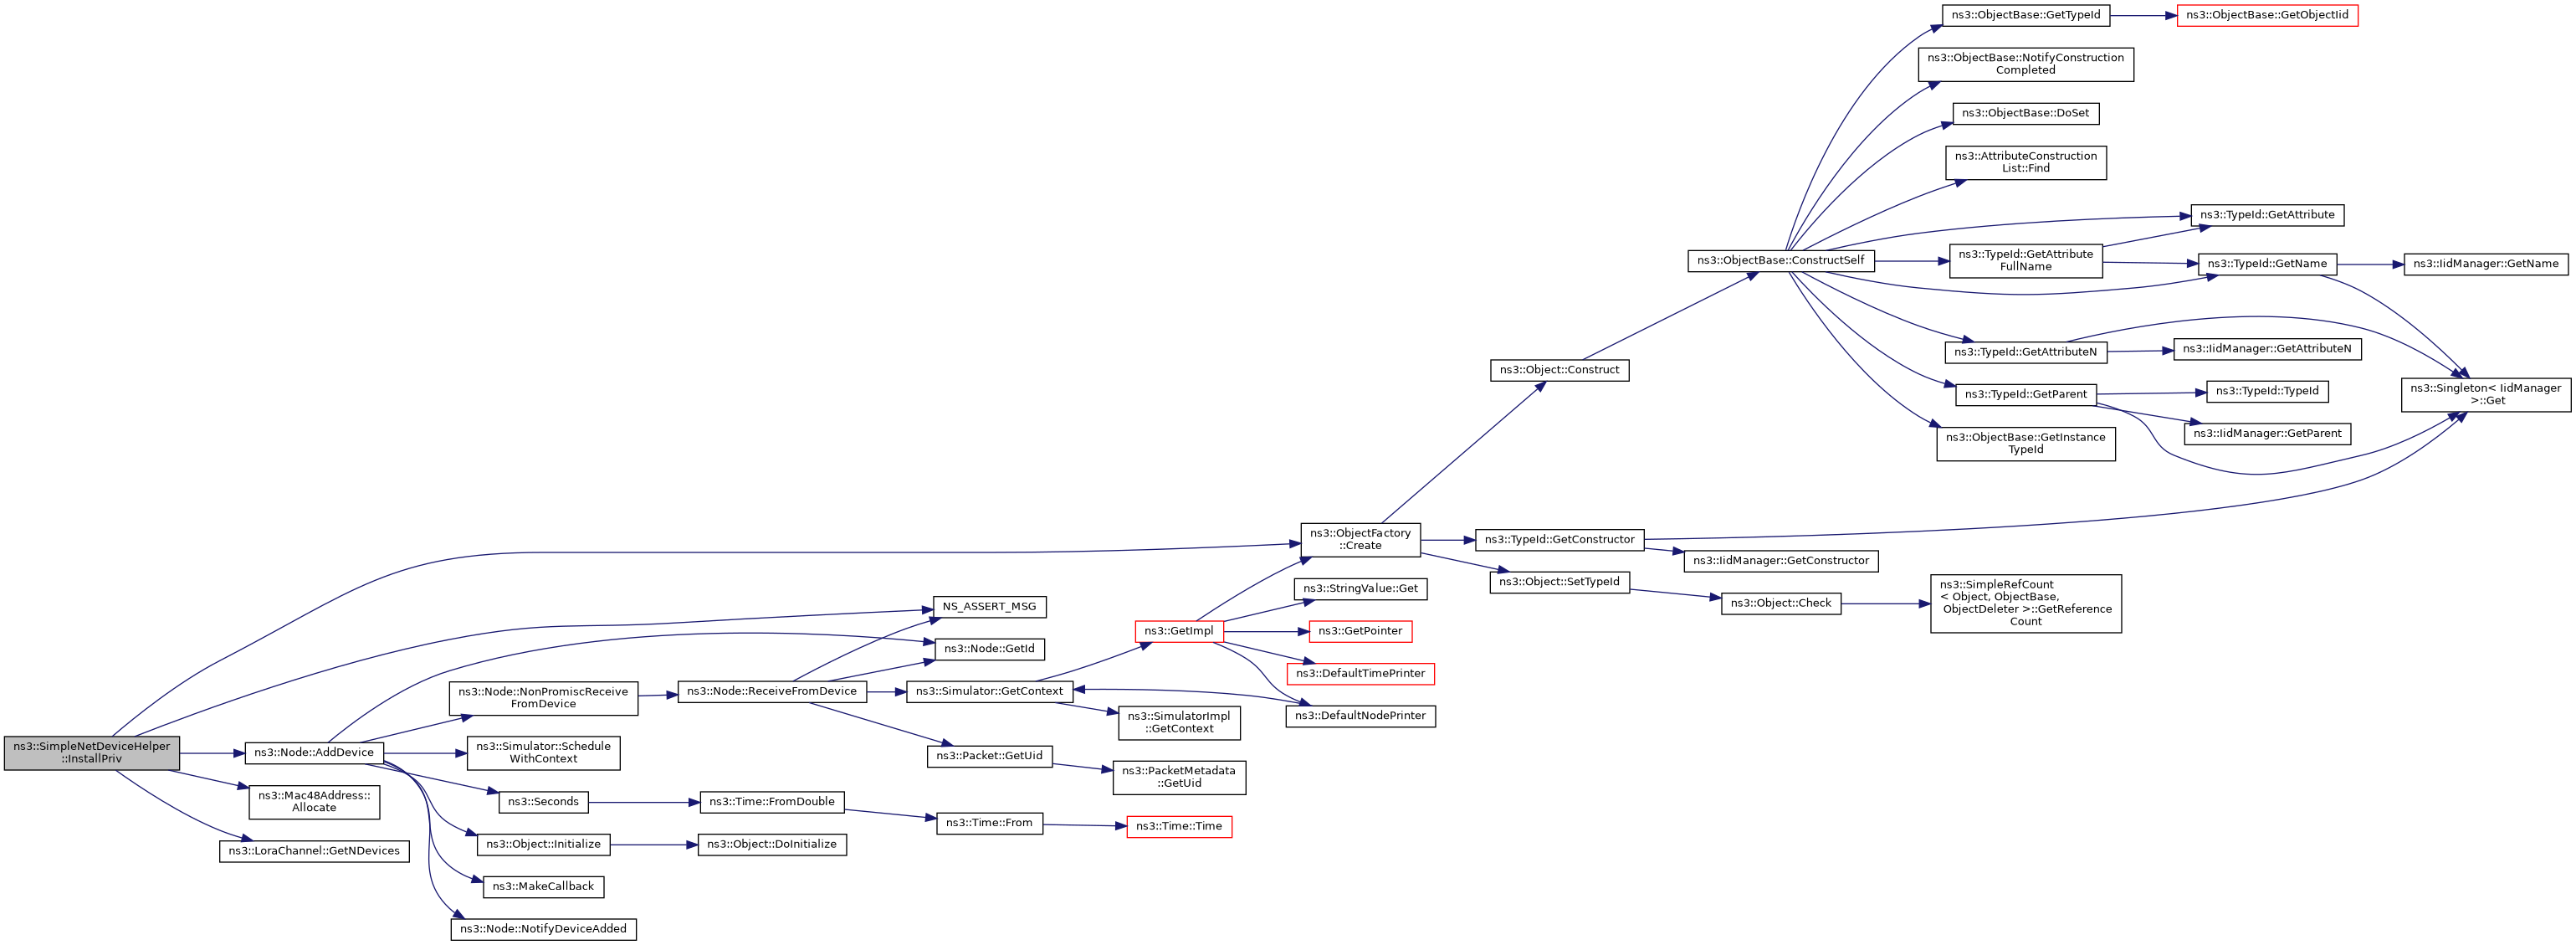 ns3::SimpleNetDeviceHelper
::InstallPriv
ns3::ObjectFactory
::Create
ns3::Object::Construct
ns3::ObjectBase::ConstructSelf
ns3::ObjectBase::GetTypeId
ns3::ObjectBase::GetObjectIid
ns3::ObjectBase::NotifyConstruction
Completed
ns3::ObjectBase::DoSet
ns3::AttributeConstruction
List::Find
ns3::TypeId::GetAttribute
ns3::TypeId::GetAttribute
FullName
ns3::TypeId::GetName
ns3::IidManager::GetName
ns3::TypeId::GetAttributeN
ns3::IidManager::GetAttributeN
ns3::Singleton< IidManager
>::Get
ns3::TypeId::GetParent
ns3::TypeId::TypeId
ns3::IidManager::GetParent
ns3::ObjectBase::GetInstance
TypeId
ns3::TypeId::GetConstructor
ns3::IidManager::GetConstructor
ns3::Object::SetTypeId
ns3::Object::Check
ns3::SimpleRefCount
< Object, ObjectBase,
ObjectDeleter >::GetReference
Count
NS_ASSERT_MSG
ns3::Node::GetId
ns3::Node::AddDevice
ns3::Node::NonPromiscReceive
FromDevice
ns3::Node::ReceiveFromDevice
ns3::Simulator::GetContext
ns3::GetImpl
ns3::StringValue::Get
ns3::GetPointer
ns3::DefaultTimePrinter
ns3::DefaultNodePrinter
ns3::SimulatorImpl
::GetContext
ns3::Packet::GetUid
ns3::PacketMetadata
::GetUid
ns3::Simulator::Schedule
WithContext
ns3::Seconds
ns3::Time::FromDouble
ns3::Time::From
ns3::Time::Time
ns3::Object::Initialize
ns3::Object::DoInitialize
ns3::MakeCallback
ns3::Node::NotifyDeviceAdded
ns3::Mac48Address::
Allocate
ns3::LoraChannel::GetNDevices